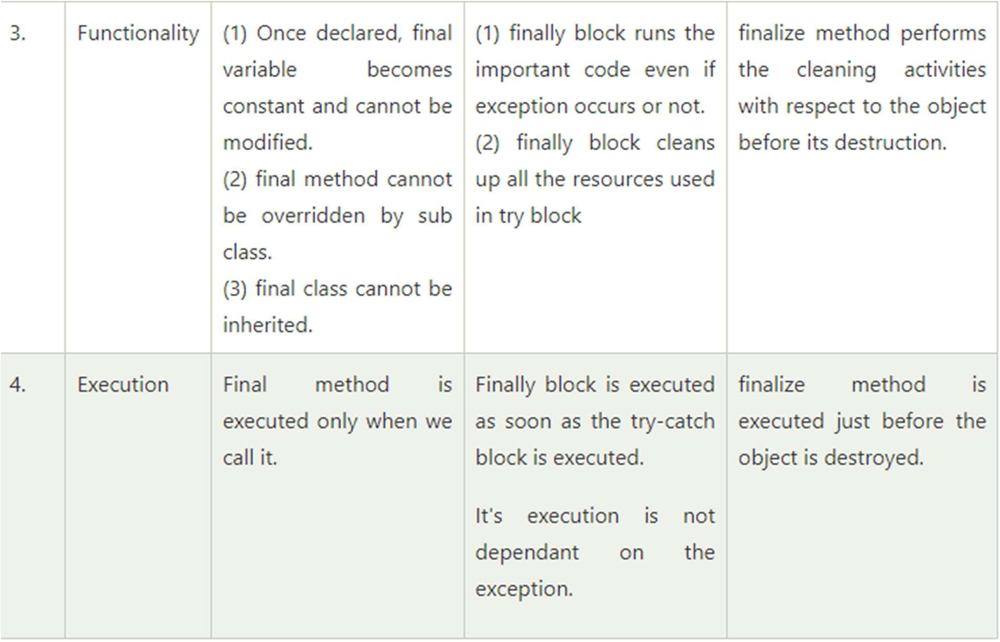 3.
Functionality
(1) Once declared, final
variable becomes
constant and cannot be
modified.
(2) final method cannot
be overridden by sub
class.
(3) final class cannot be
inherited.
(1) finally block runs the
important code even if
exception occurs or not.
(2) finally block cleans
up all the resources used
in try block
finalize method performs
the cleaning activities
with respect to the object
before its destruction.
4.
Execution
Final method is
executed only when we
call it.
Finally block is executed
as soon as the try-catch
block is executed.
It's execution is not
dependant on the
exception.
finalize method is
executed just before the
object is destroyed.